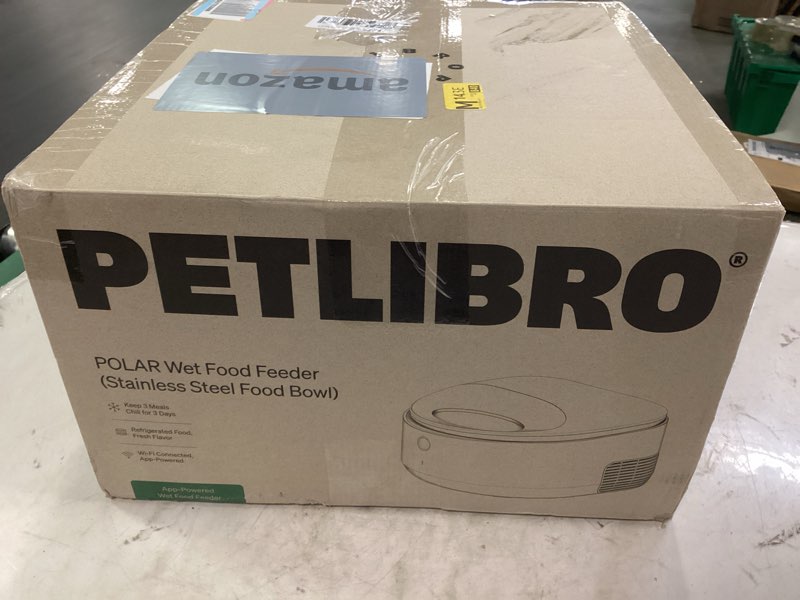 amazon
M
PETLIBRO®
POLAR Wet Food Feeder
(Stainless Steel Food Bowl)
Keep 3 Meals
Chill for 3 Days
Refrigerated Food,
Fresh Flavor
Wi-Fi Connected,
App-Powered
App-Powered
Wet Food Feeder